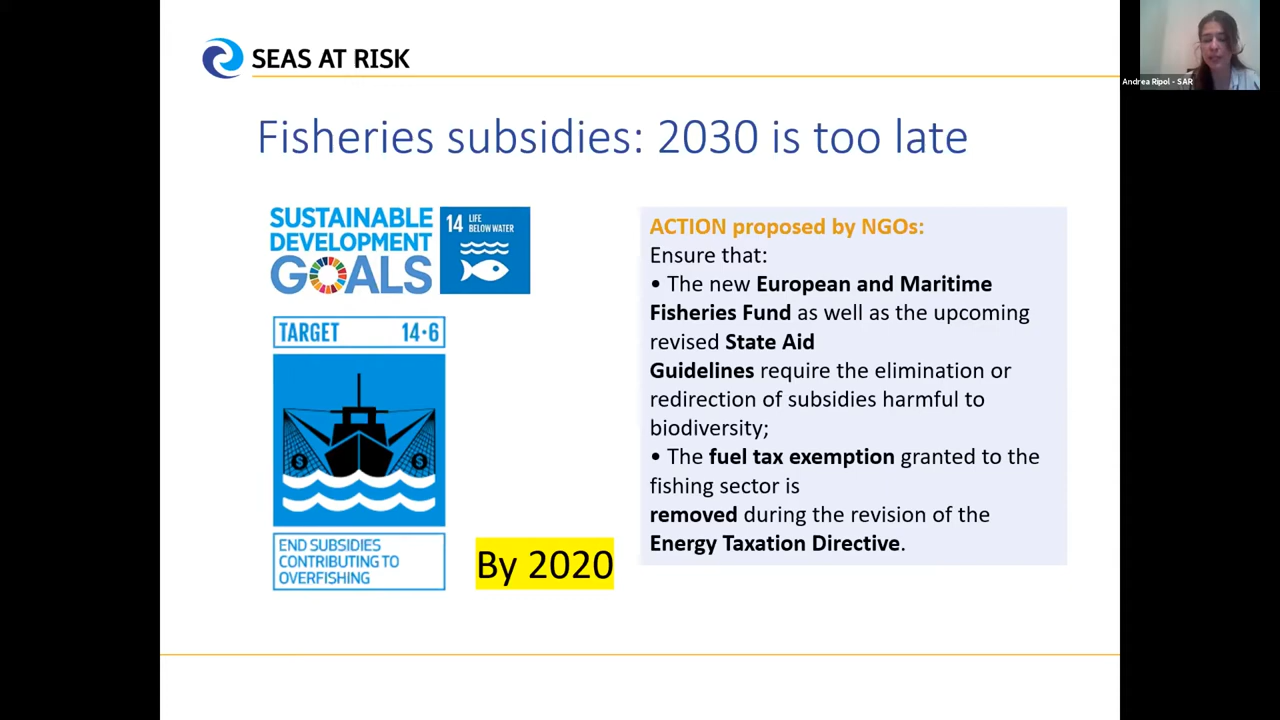 SEAS AT RISK
Andrea Ripol - SAR
Fisheries subsidies: 2030 is too late
SUSTAINABLE
DEVELOPMENT
GOALS
14 LIFE
BELOW WATER
TARGET 14•6
$ $
END SUBSIDIES
CONTRIBUTING TO
OVERFISHING
By 2020
ACTION proposed by NGOs:
Ensure that:
• The new European and Maritime
Fisheries Fund as well as the upcoming
revised State Aid
Guidelines require the elimination or
redirection of subsidies harmful to
biodiversity;
• The fuel tax exemption granted to the
fishing sector is
removed during the revision of the
Energy Taxation Directive.